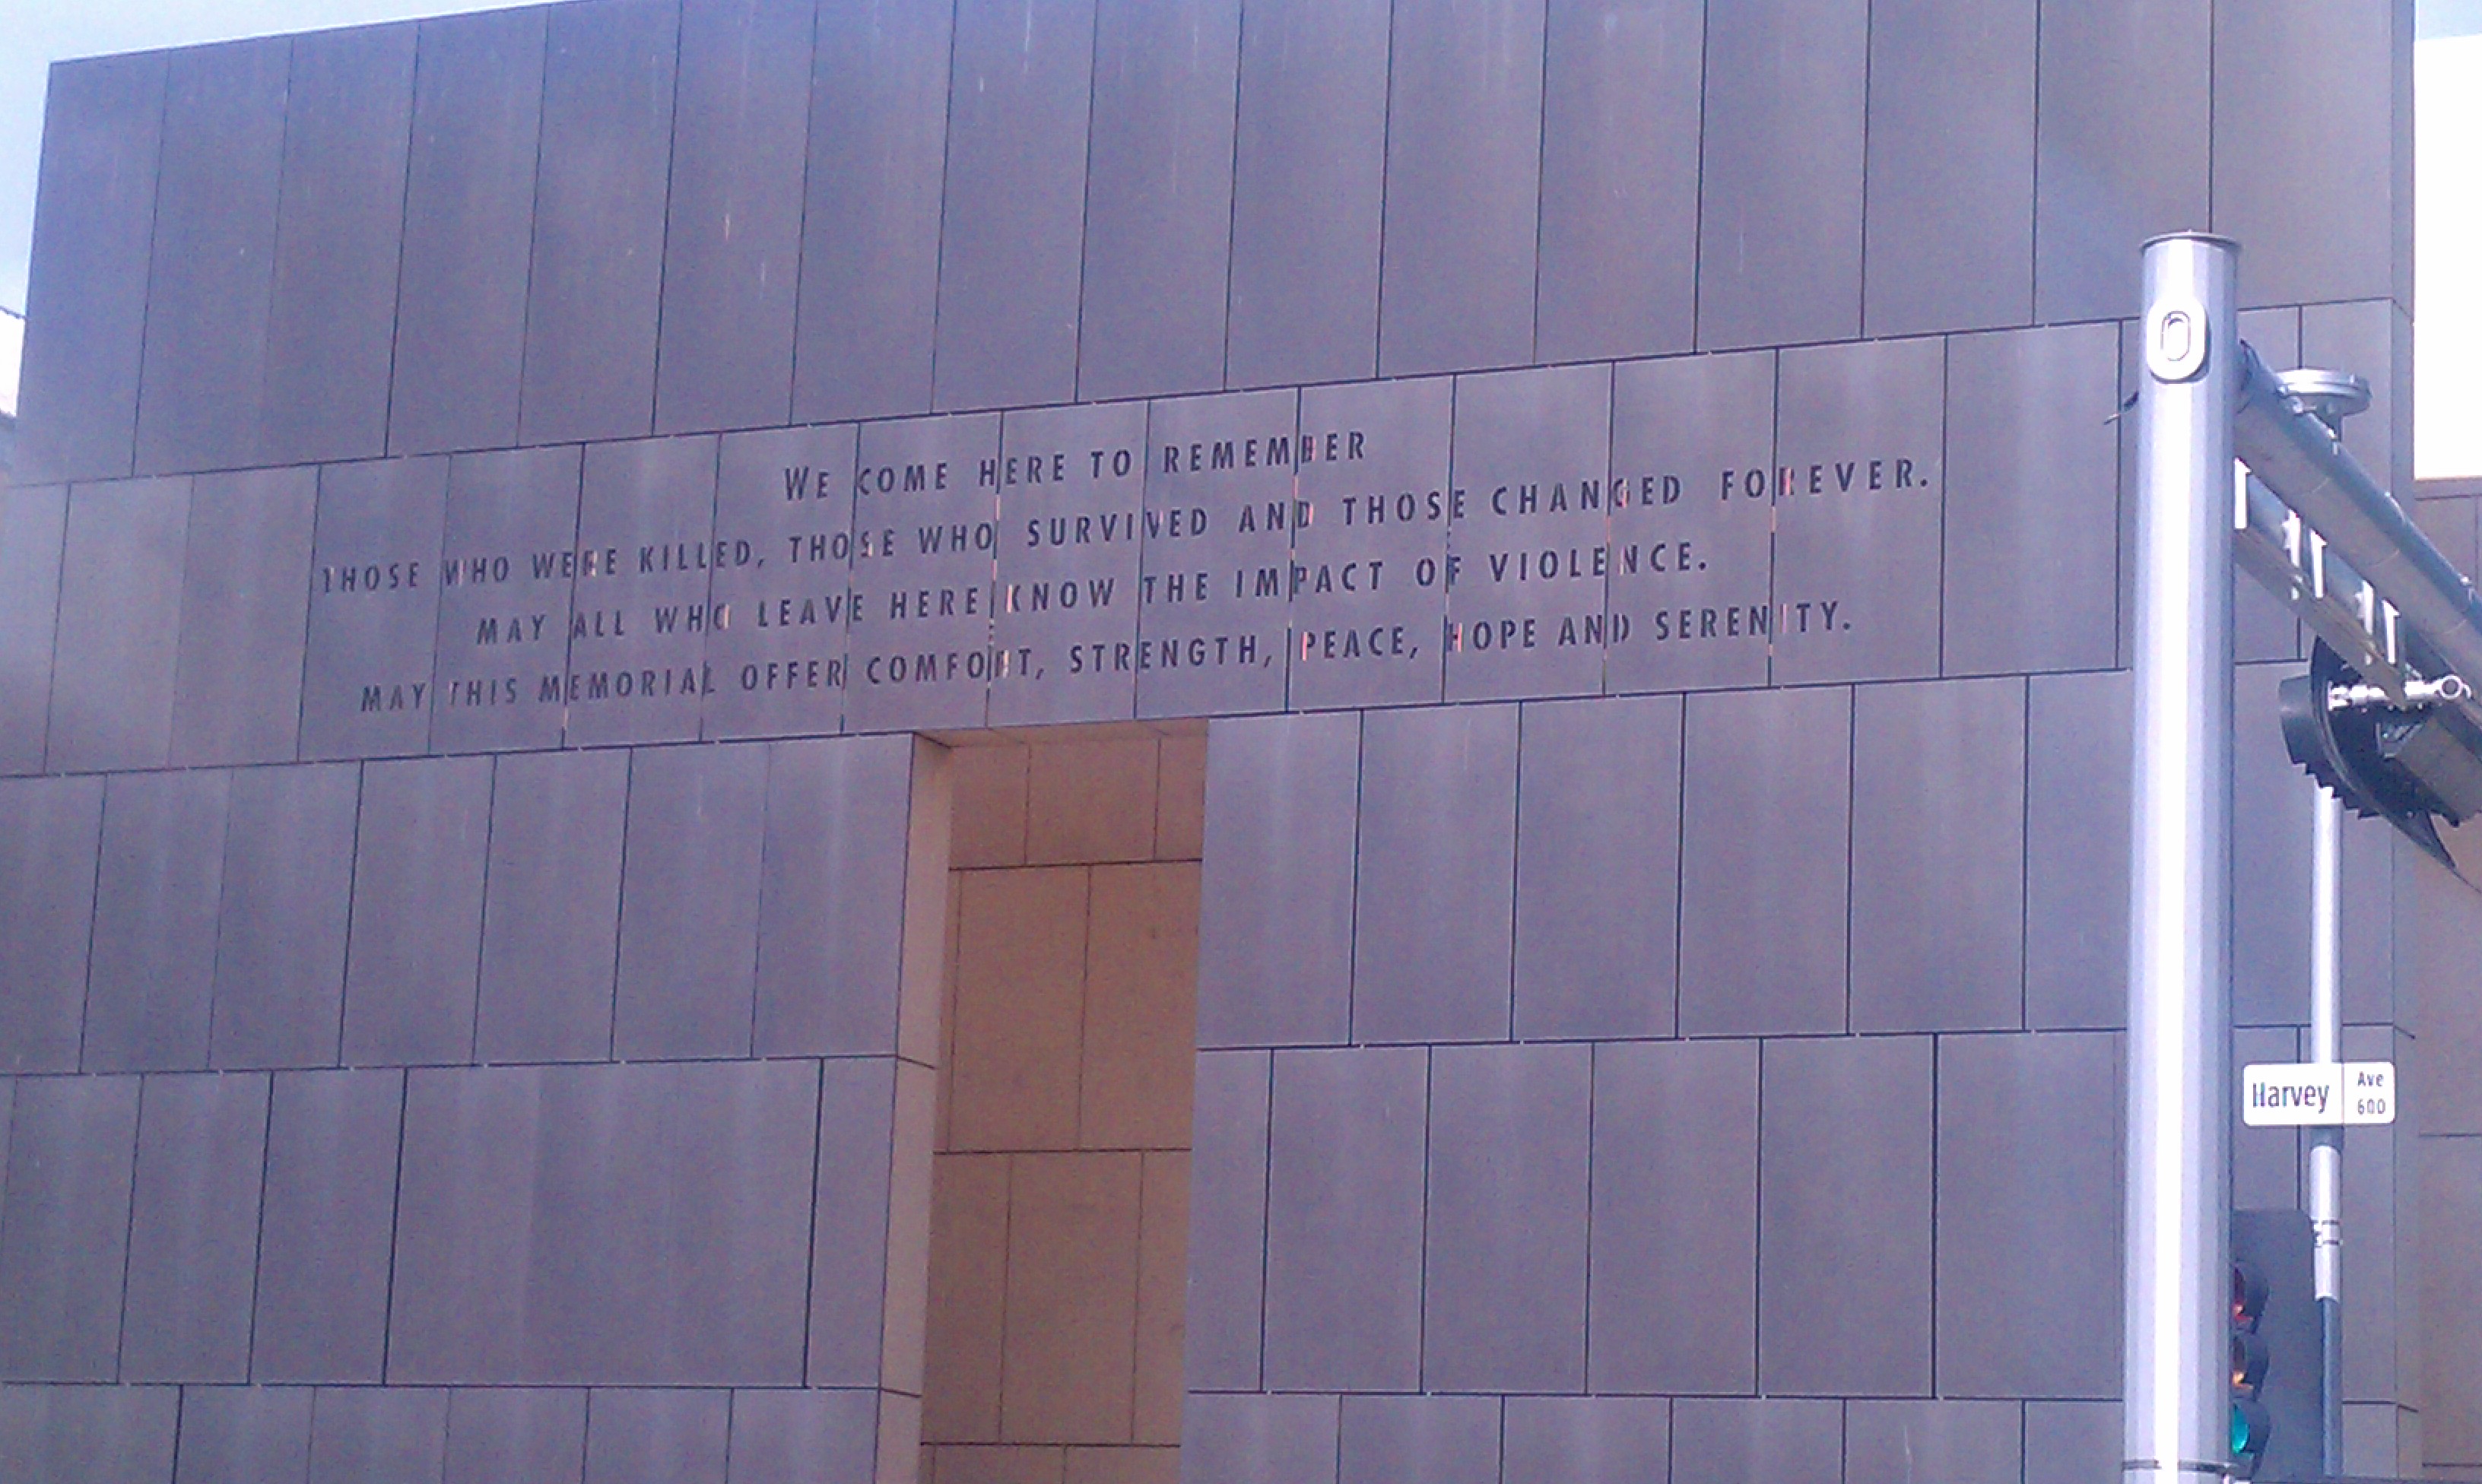 WE COME HERE TO REMEMBER
THOSE WHO WERE KILLED, THOSE WHO SURVIVED AND THOSE CHANGED FOREVER.
MAY ALL WHO LEAVE HERE KNOW THE IMPACT OF VIOLENCE.
MAY THIS MEMORIAL OFFER COMFORT, STRENGTH, PEACE, HOPE AND SERENITY.
Harvey Ave
600